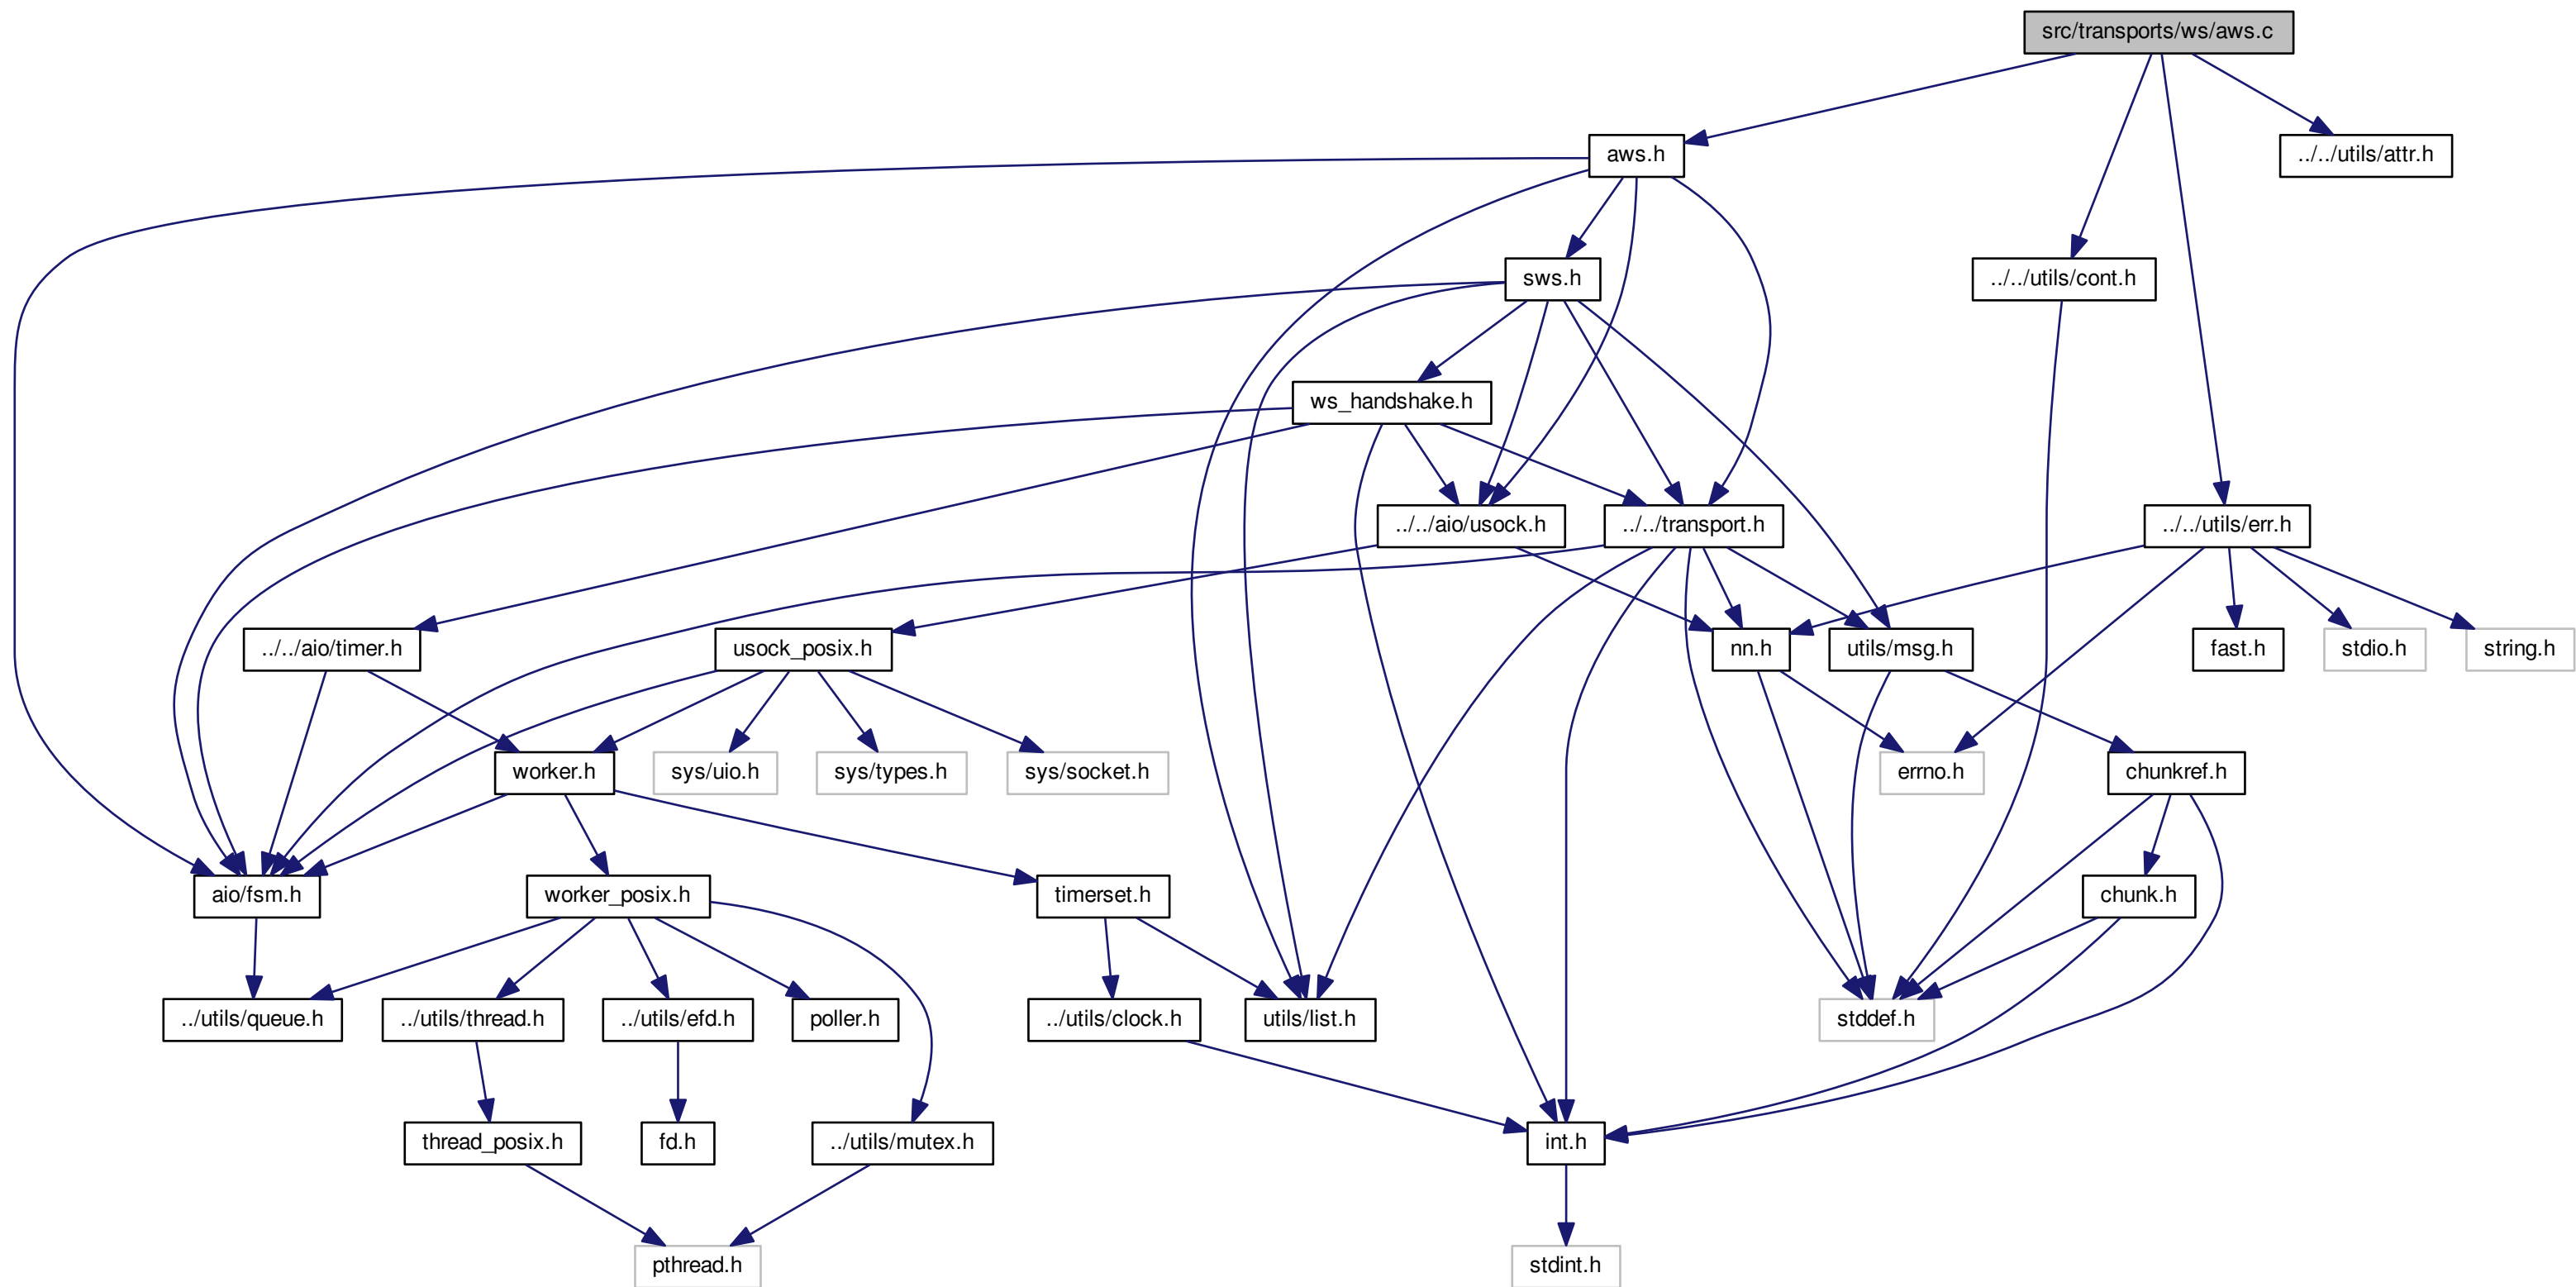 src/transports/ws/aws.c
aws.h
../../utils/attr.h
sws.h
../../utils/cont.h
ws_handshake.h
../../aio/usock.h
../../transport.h
../../utils/err.h
../../aio/timer.h
usock_posix.h
nn.h
utils/msg.h
fast.h
stdio.h
string.h
worker.h
sys/uio.h
sys/types.h
sys/socket.h
errno.h
chunkref.h
aio/fsm.h
worker_posix.h
timerset.h
chunk.h
../utils/queue.h
../utils/thread.h
../utils/efd.h
poller.h
../utils/clock.h
utils/list.h
stddef.h
thread_posix.h
fd.h
../utils/mutex.h
int.h
pthread.h
stdint.h